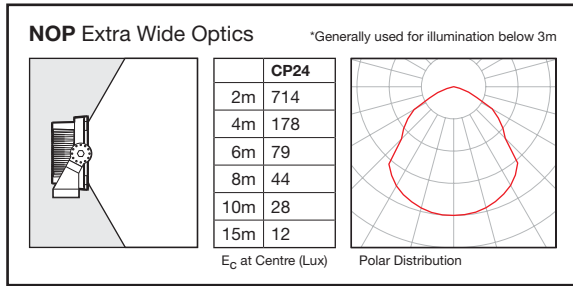 NOP Extra Wide Optics
*Generally used for illumination below 3m
CP24
2m 714
4m 178
6m 79
8m 44
10m 28
15m 12
EC at Centre (Lux)
Polar Distribution